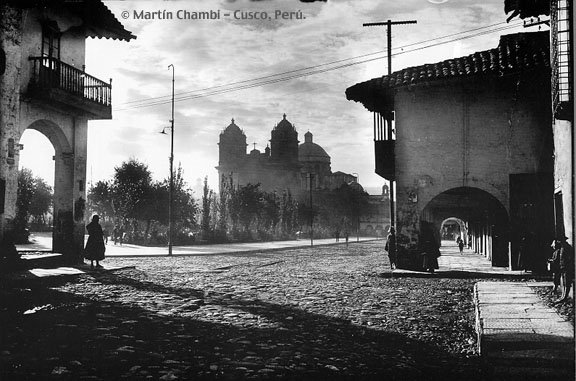 © Martín Chambi – Cusco, Perú.